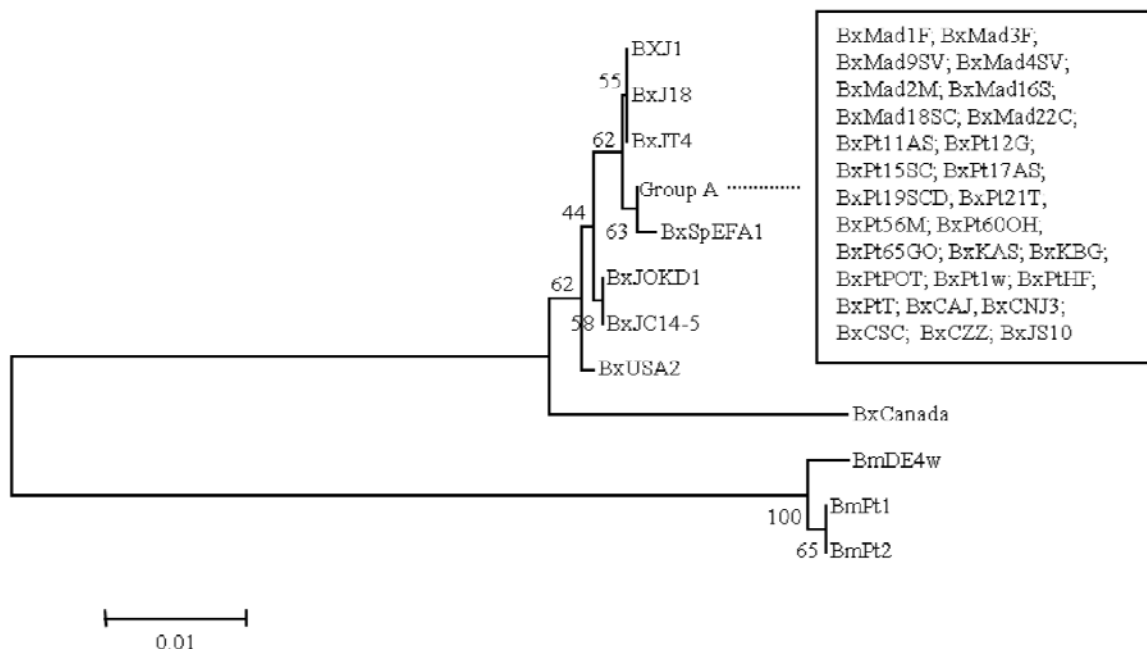 BXJ1
55
BxJ18
BxJT4
62
Group A
63
BxSpEFA1
44
BxJOKD1
62
58
BxJC14-5
BxUSA2
BxCanada
BmDE4w
BmPt1
100
65
BmPt2
0.01
BxMad1F; BxMad3F;
BxMad9SV; BxMad4SV;
BxMad2M; BxMad16S;
BxMad18SC; BxMad22C;
BxPt11AS; BxPt12G;
BxPt15SC; BxPt17AS;
BxPt19SCD, BxPt21T,
BxPt56M; BxPt60OH;
BxPt65GO; BxKAS; BxKBG;
BxPtPOT; BxPt1w; BxPtHF;
BxPtT; BxCAJ, BxCNJ3;
BxCSC; BxCZZ; BxJS10